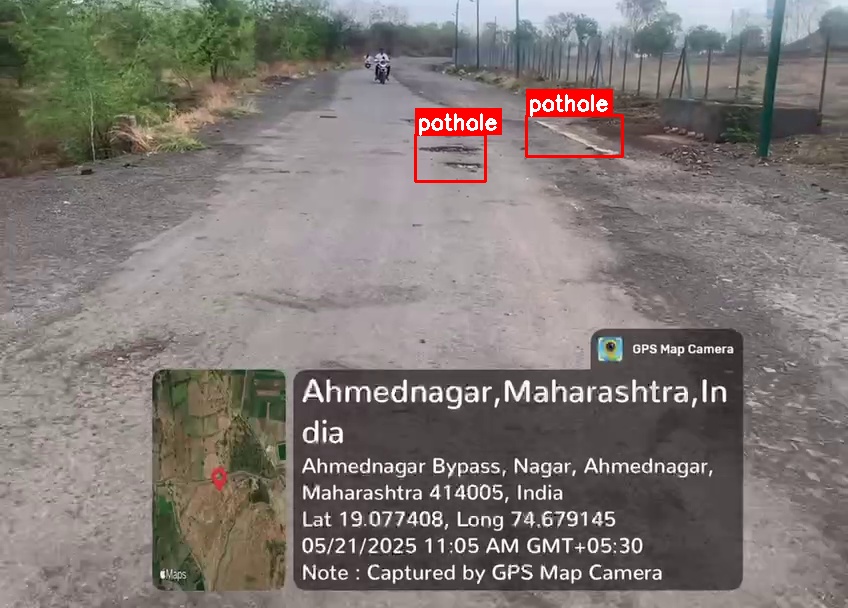 pothole
pothole
GPS Map Camera
Ahmednagar,Maharashtra,In
dia
Ahmednagar Bypass, Nagar, Ahmednagar,
Maharashtra 414005, India
Lat 19.077408, Long 74.679145
05/21/2025 11:05 AM GMT+05:30
Note : Captured by GPS Map Camera
Maps